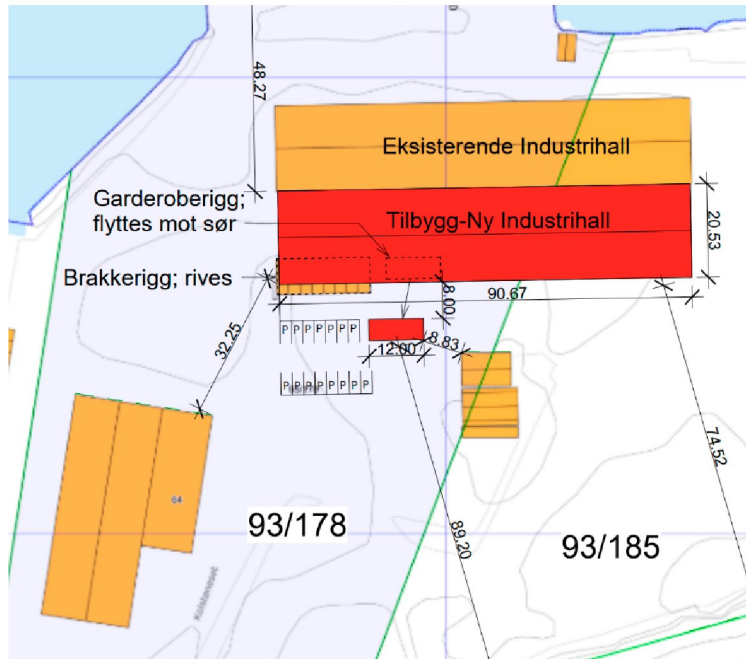 48.27
Eksisterende Industrihall
Garderoberigg;
flyttes mot sør
Tilbygg-Ny Industrihall
20.53
Brakkerigg; rives
8.00
90.67
32.25
P P P P P P P
8.83
12.00
P P P P P P P P
74.52
64
93/178
89.20
93/185
Kolsteneset